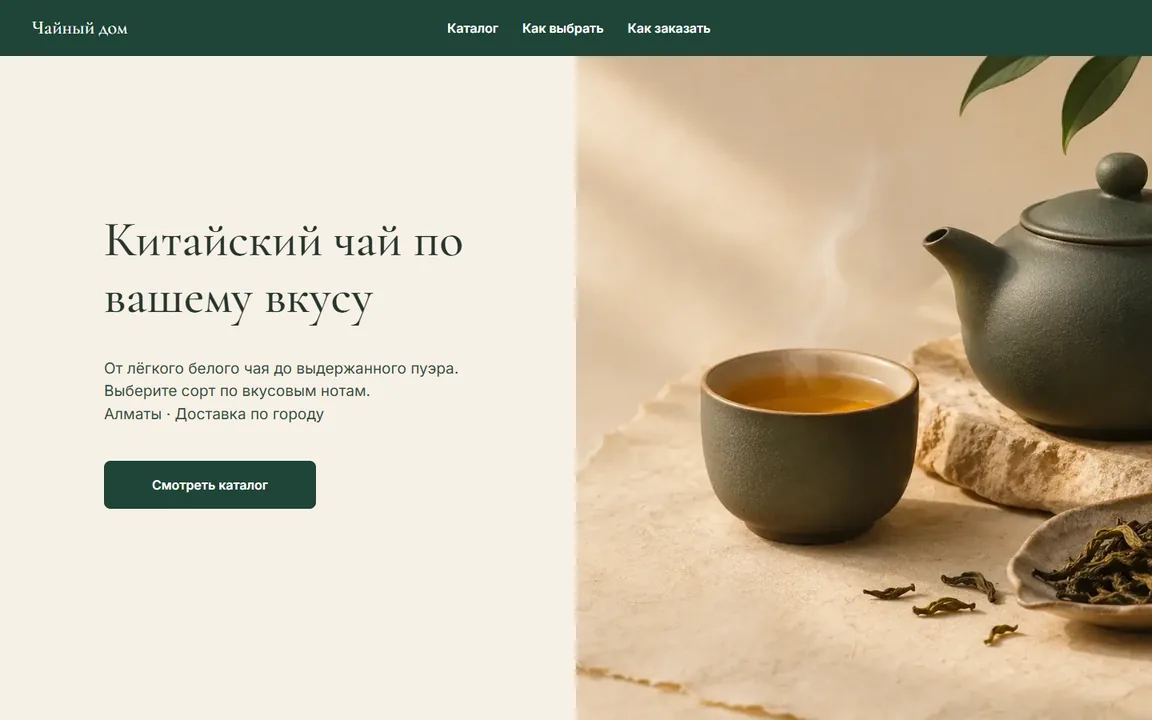 Чайный дом
Каталог Как выбрать Как заказать
Китайский чай по
вашему вкусу
От лёгкого белого чая до выдержанного пуэра.
Выберите сорт по вкусовым нотам.
Алматы · Доставка по городу
Смотреть каталог